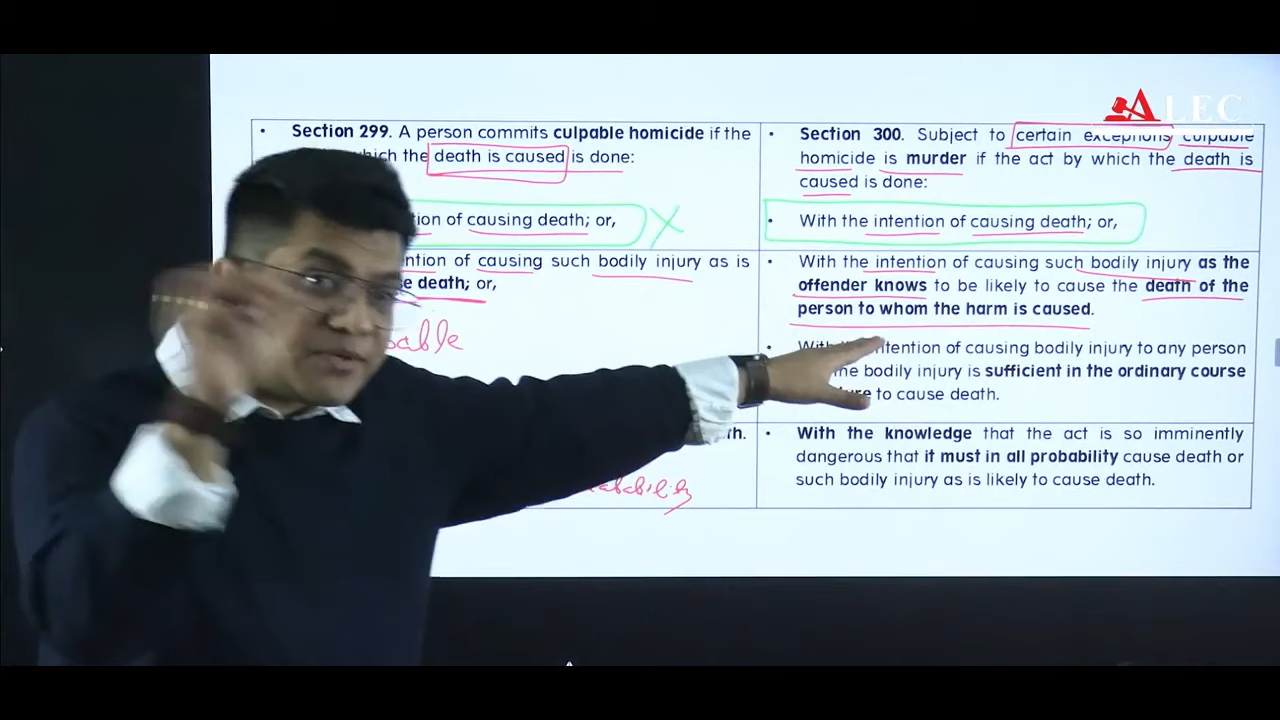 ALEC
• Section 299. A person commits culpable homicide if the
which the death is caused is done:
of causing death; or, X
of causing such bodily injury as is
death; or,
• Section 300. Subject to certain exceptions culpable
homicide is murder if the act by which the death is
caused is done:
• With the intention of causing death; or,
• With the intention of causing such bodily injury as the
offender knows to be likely to cause the death of the
person to whom the harm is caused.
• intention of causing bodily injury to any person
bodily injury is sufficient in the ordinary course
to cause death.
• With the knowledge that the act is so imminently
dangerous that it must in all probability cause death or
such bodily injury as is likely to cause death.